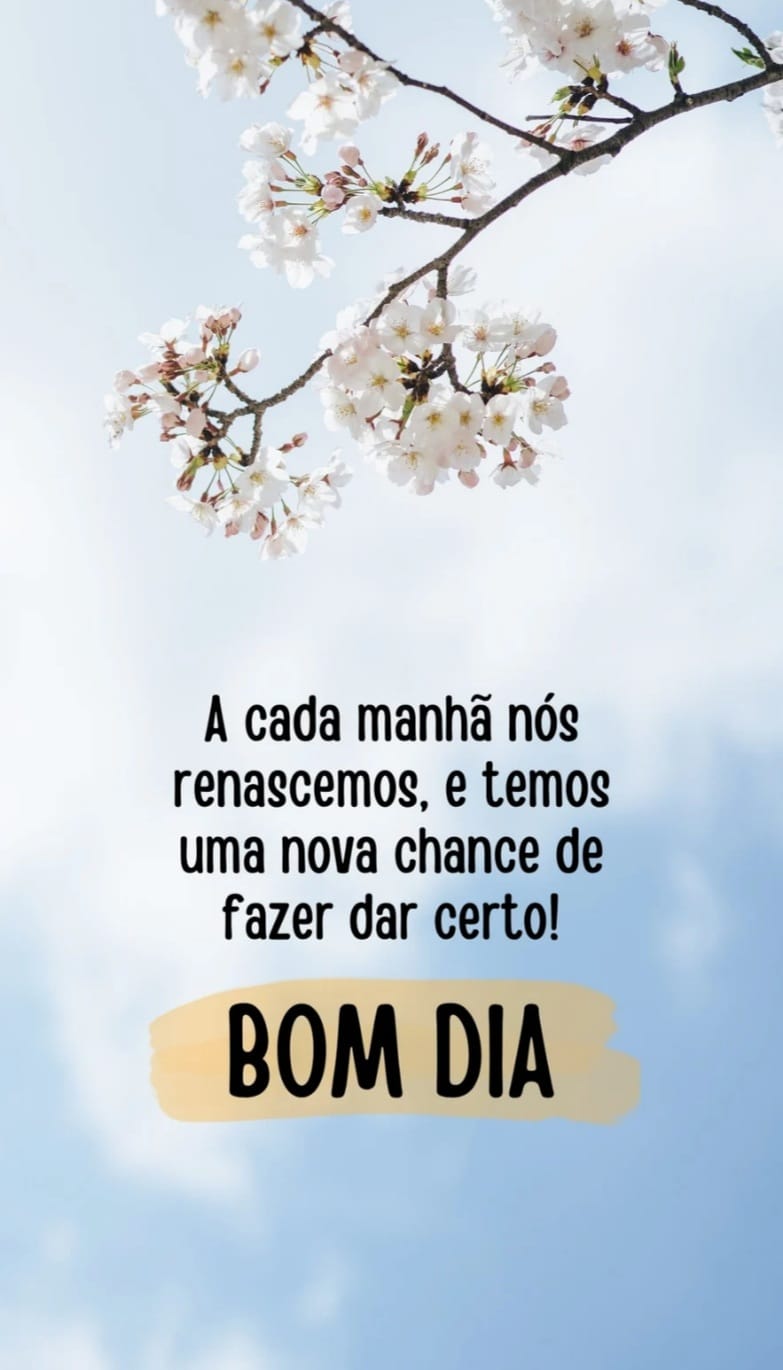 A cada manhã nós
renascemos, e temos
uma nova chance de
fazer dar certo!
BOM DIA